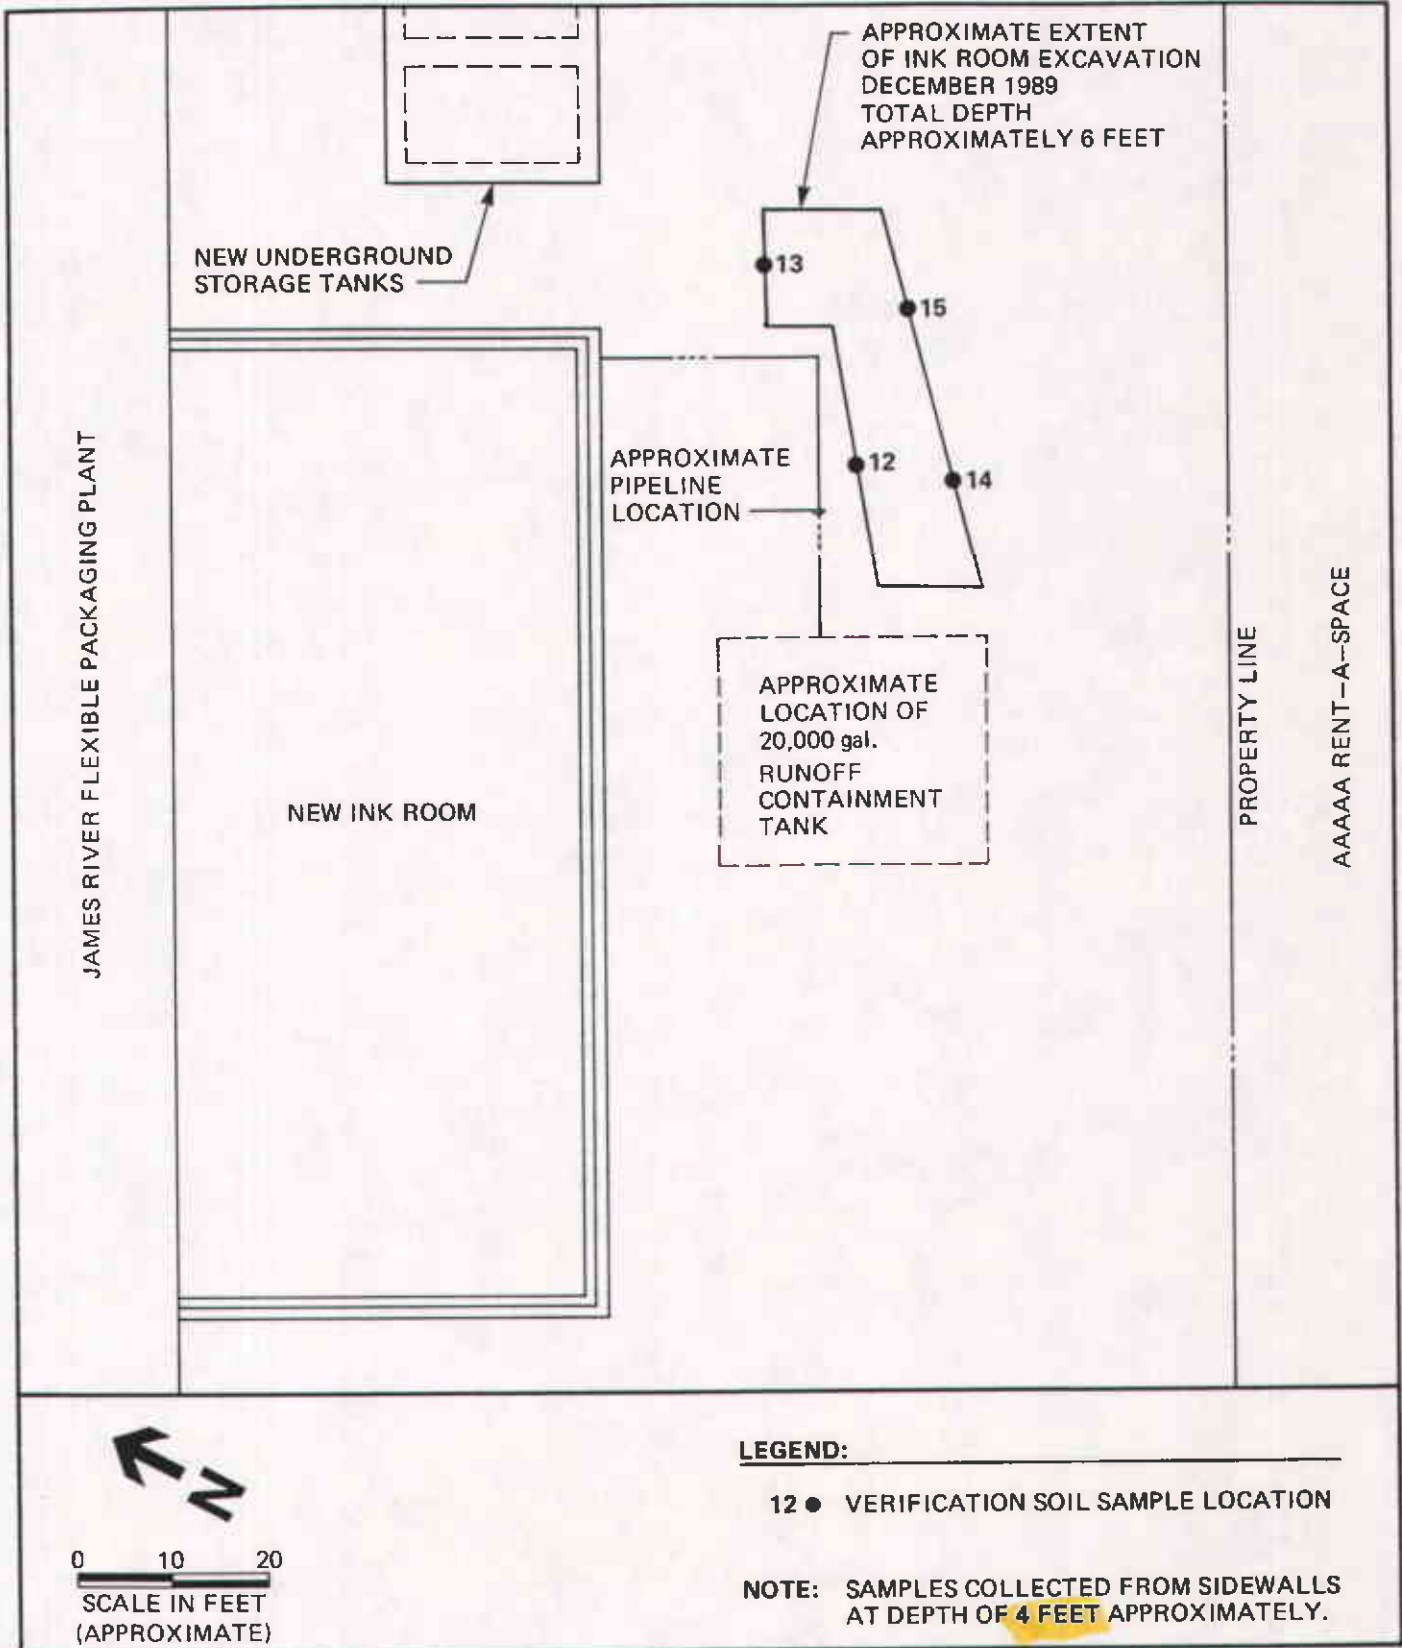 APPROXIMATE EXTENT
OF INK ROOM EXCAVATION
DECEMBER 1989
TOTAL DEPTH
APPROXIMATELY 6 FEET
NEW UNDERGROUND
STORAGE TANKS
13
15
12
14
APPROXIMATE
PIPELINE
LOCATION
JAMES RIVER FLEXIBLE PACKAGING PLANT
NEW INK ROOM
APPROXIMATE
LOCATION OF
20,000 gal.
RUNOFF
CONTAINMENT
TANK
PROPERTY LINE
AAAAA RENT-A-SPACE
N
0 10 20
SCALE IN FEET
(APPROXIMATE)
LEGEND:
12 ● VERIFICATION SOIL SAMPLE LOCATION
NOTE: SAMPLES COLLECTED FROM SIDEWALLS
AT DEPTH OF 4 FEET APPROXIMATELY.